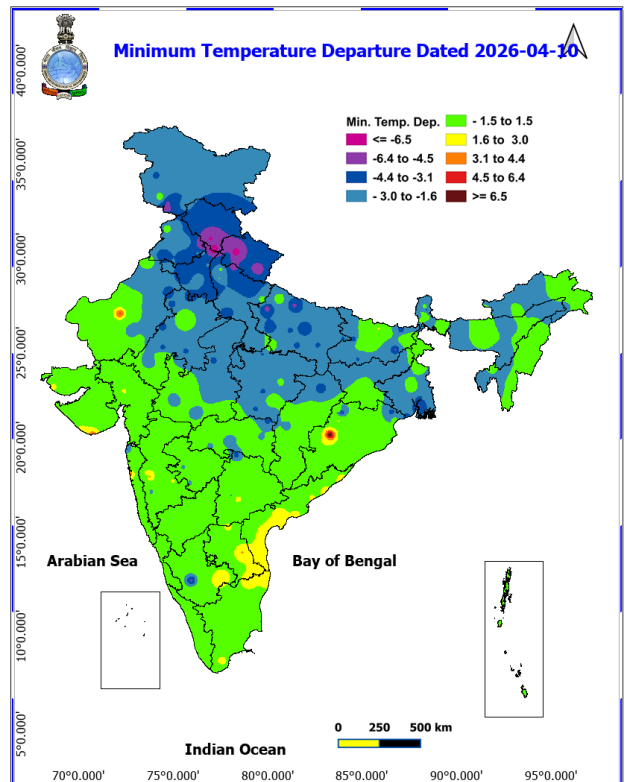 Minimum Temperature Departure Dated 2026-04-10
Min. Temp. Dep.
<= -6.5
-6.4 to -4.5
-4.4 to -3.1
- 3.0 to -1.6
- 1.5 to 1.5
1.6 to 3.0
3.1 to 4.4
4.5 to 6.4
>= 6.5
40°0.000'
35°0.000'
30°0.000'
25°0.000'
20°0.000'
15°0.000'
10°0.000'
5°0.000'
Arabian Sea
Bay of Bengal
Indian Ocean
0 250 500 km
70°0.000' 75°0.000' 80°0.000' 85°0.000' 90°0.000' 95°0.000'